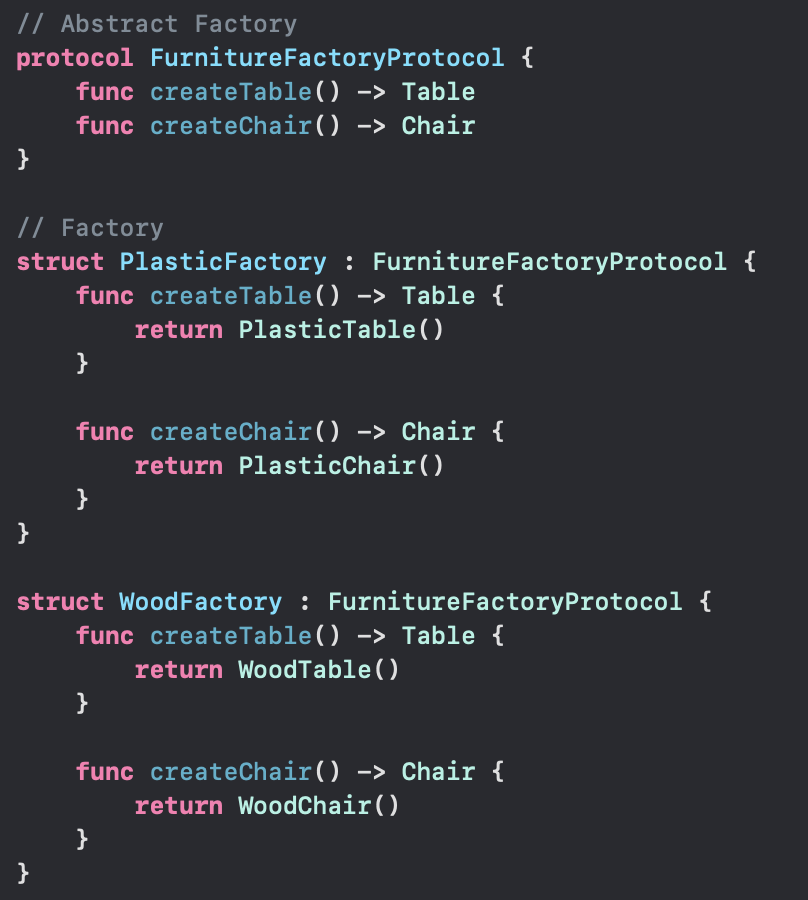 // Abstract Factory
protocol FurnitureFactoryProtocol {
    func createTable() -> Table
    func createChair() -> Chair
}

// Factory
struct PlasticFactory : FurnitureFactoryProtocol {
    func createTable() -> Table {
        return PlasticTable()
    }

    func createChair() -> Chair {
        return PlasticChair()
    }
}

struct WoodFactory : FurnitureFactoryProtocol {
    func createTable() -> Table {
        return WoodTable()
    }

    func createChair() -> Chair {
        return WoodChair()
    }
}